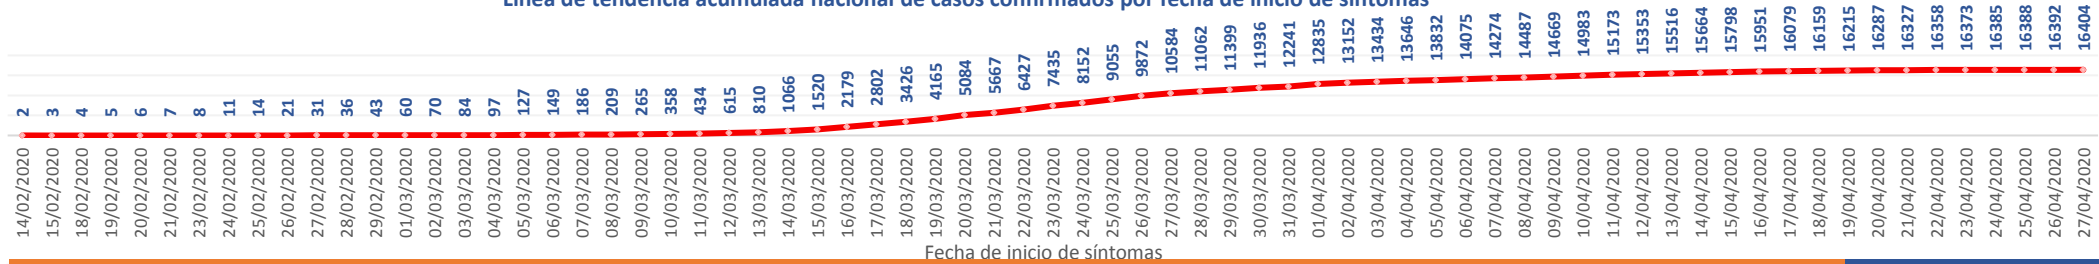 Línea de tendencia acumulada nacional de casos confirmados por fecha de inicio de síntomas
2 3 4 5 6 7 8 11 14 21 31 36 43 60 70 84 97 127 149 186 209 265 358 434 615 810 1066 1520 2179 2802 3426 4165 5084 5667 6427 7435 8152 9055 9872 10584 11062 11399 11936 12241 12835 13152 13434 13646 13832 14075 14274 14487 14669 14983 15173 15353 15516 15664 15798 15951 16079 16159 16215 16287 16327 16358 16373 16385 16388 16392 16404
14/02/2020 15/02/2020 18/02/2020 19/02/2020 20/02/2020 21/02/2020 23/02/2020 24/02/2020 25/02/2020 26/02/2020 27/02/2020 28/02/2020 29/02/2020 01/03/2020 02/03/2020 03/03/2020 04/03/2020 05/03/2020 06/03/2020 07/03/2020 08/03/2020 09/03/2020 10/03/2020 11/03/2020 12/03/2020 13/03/2020 14/03/2020 15/03/2020 16/03/2020 17/03/2020 18/03/2020 19/03/2020 20/03/2020 21/03/2020 22/03/2020 23/03/2020 24/03/2020 25/03/2020 26/03/2020 27/03/2020 28/03/2020 29/03/2020 30/03/2020 31/03/2020 01/04/2020 02/04/2020 03/04/2020 04/04/2020 05/04/2020 06/04/2020 07/04/2020 08/04/2020 09/04/2020 10/04/2020 11/04/2020 12/04/2020 13/04/2020 14/04/2020 15/04/2020 16/04/2020 17/04/2020 18/04/2020 19/04/2020 20/04/2020 21/04/2020 22/04/2020 23/04/2020 24/04/2020 25/04/2020 26/04/2020 27/04/2020
Fecha de inicio de síntomas